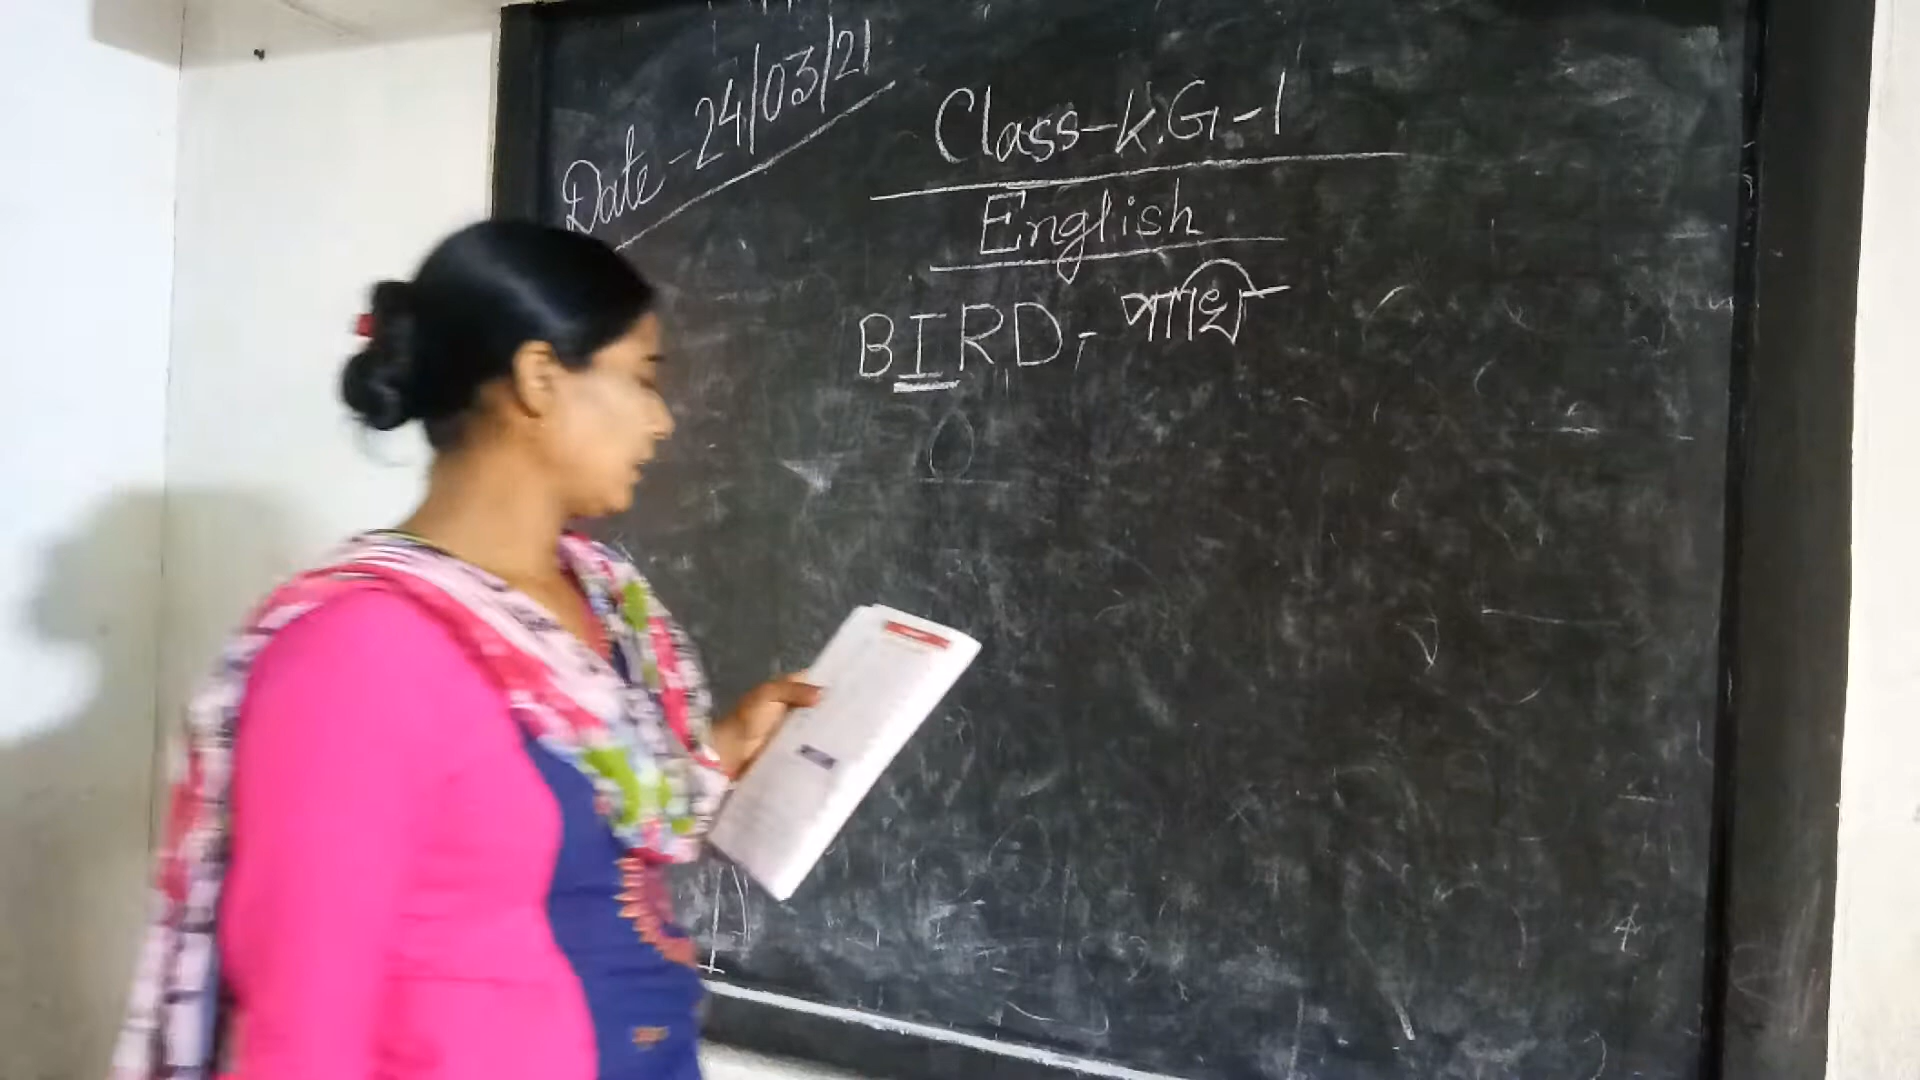 Date - 24/03/21
Class - K.G - 1
English
BIRD, - পাখি